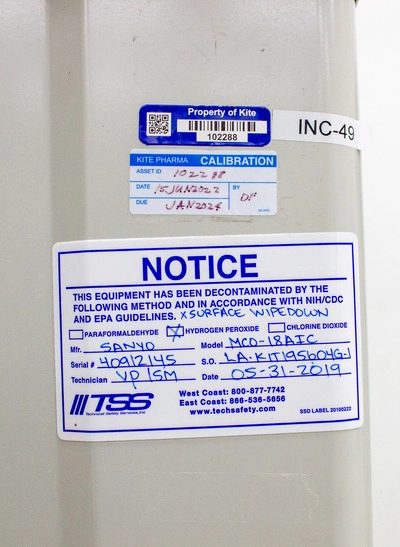 Property of Kite
102288
INC-49
KITE PHARMA CALIBRATION
ASSET ID 102288
DATE 15JUN2022 BY DF
DUE JAN2024
NOTICE
THIS EQUIPMENT HAS BEEN DECONTAMINATED BY THE
FOLLOWING METHOD AND IN ACCORDANCE WITH NIH/CDC
AND EPA GUIDELINES. X SURFACE WIPEDOWN
PARAFORMALDEHYDE X HYDROGEN PEROXIDE CHLORINE DIOXIDE
Mfr. SANYO Model MCO-18AIC
Serial # 40912145 S.O. LA-KIT195604G-1
Technician VP/SM Date 05-31-2019
TSS West Coast: 800-877-7742
Technical Safety Services, Inc East Coast: 866-536-5656
www.techsafety.com SSD LABEL 20100222